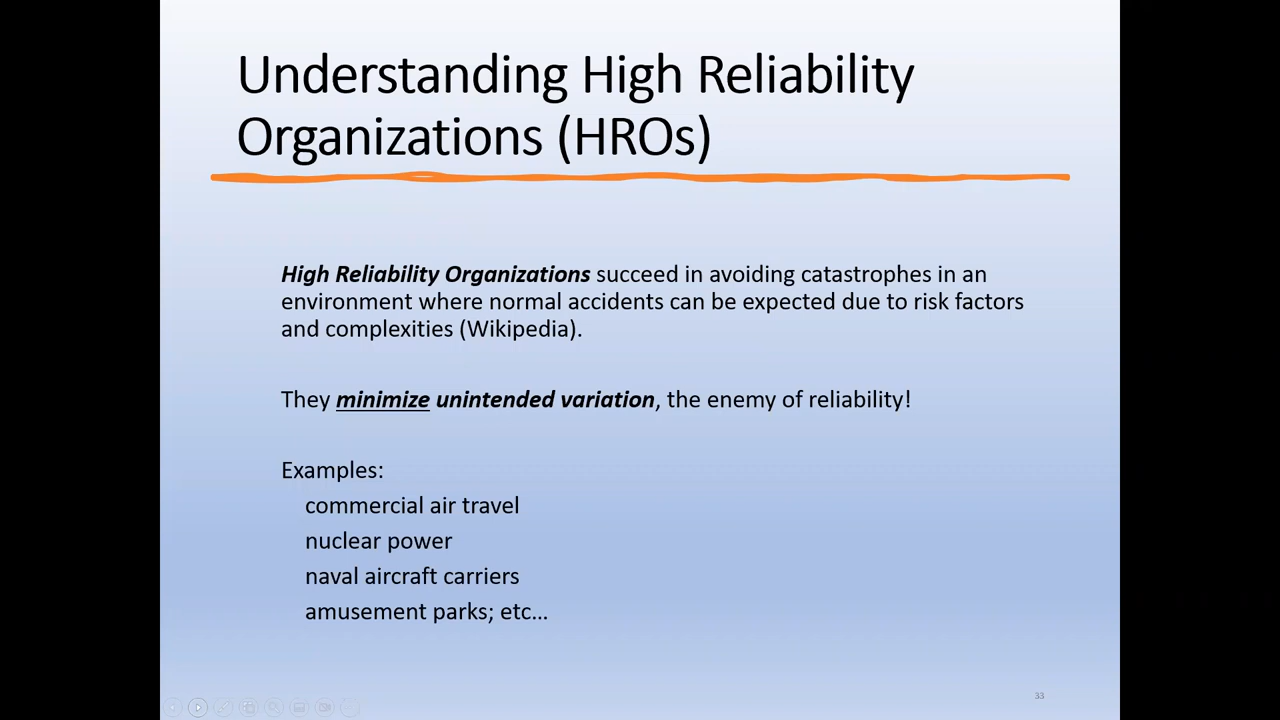 Understanding High Reliability
Organizations (HROs)
High Reliability Organizations succeed in avoiding catastrophes in an
environment where normal accidents can be expected due to risk factors
and complexities (Wikipedia).
They minimize unintended variation, the enemy of reliability!
Examples:
commercial air travel
nuclear power
naval aircraft carriers
amusement parks; etc...
33